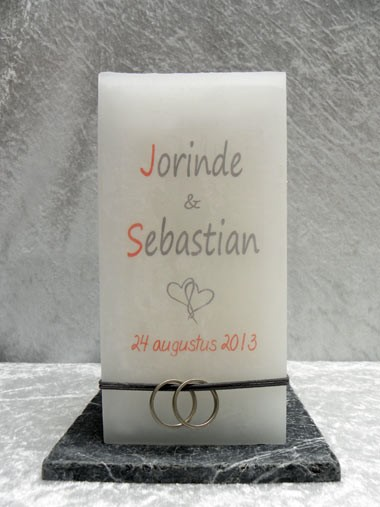 Jorinde
&
Sebastian
24 augustus 2013